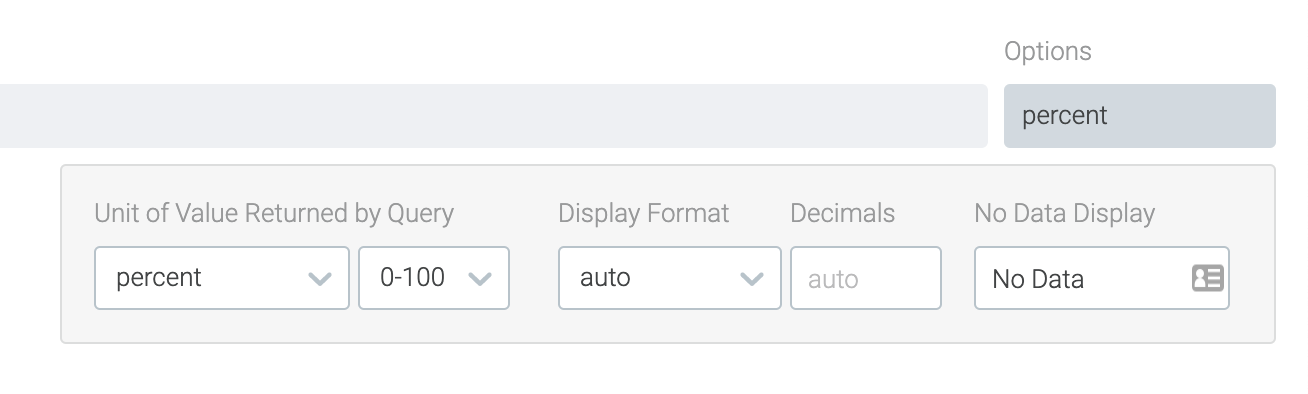 Options
percent
Unit of Value Returned by Query
Display Format
Decimals
No Data Display
percent
0-100
auto
auto
No Data